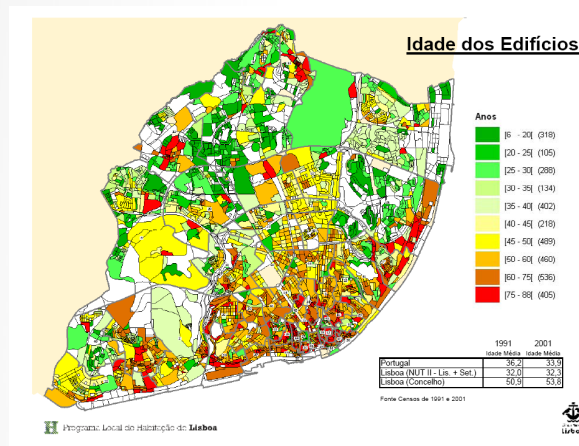 Idade dos Edifícios
Anos
[6 - 20[ (318)
[20 - 25[ (105)
[25 - 30[ (288)
[30 - 35[ (134)
[35 - 40[ (402)
[40 - 45[ (218)
[45 - 50[ (489)
[50 - 60[ (460)
[60 - 75[ (536)
[75 - 88[ (405)
1991 2001
Idade Média Idade Média
Portugal 36,2 33,9
Lisboa (NUT II - Lis. + Set.) 32,0 32,3
Lisboa (Concelho) 50,9 53,8
Fonte Censos de 1991 e 2001
Programa Local de Habitação de Lisboa